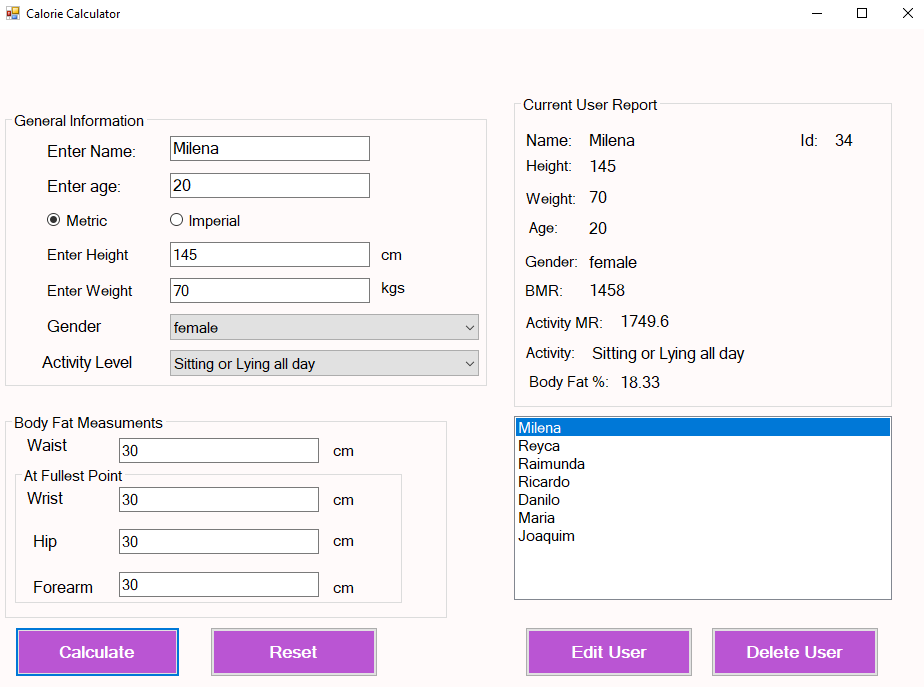 Calorie Calculator
General Information
Enter Name: Milena
Enter age: 20
Metric Imperial
Enter Height 145 cm
Enter Weight 70 kgs
Gender female
Activity Level Sitting or Lying all day
Body Fat Measuments
Waist 30 cm
At Fullest Point
Wrist 30 cm
Hip 30 cm
Forearm 30 cm
Calculate Reset
Current User Report
Name: Milena Id: 34
Height: 145
Weight: 70
Age: 20
Gender: female
BMR: 1458
Activity MR: 1749.6
Activity: Sitting or Lying all day
Body Fat %: 18.33
Milena
Reyca
Raimunda
Ricardo
Danilo
Maria
Joaquim
Edit User Delete User